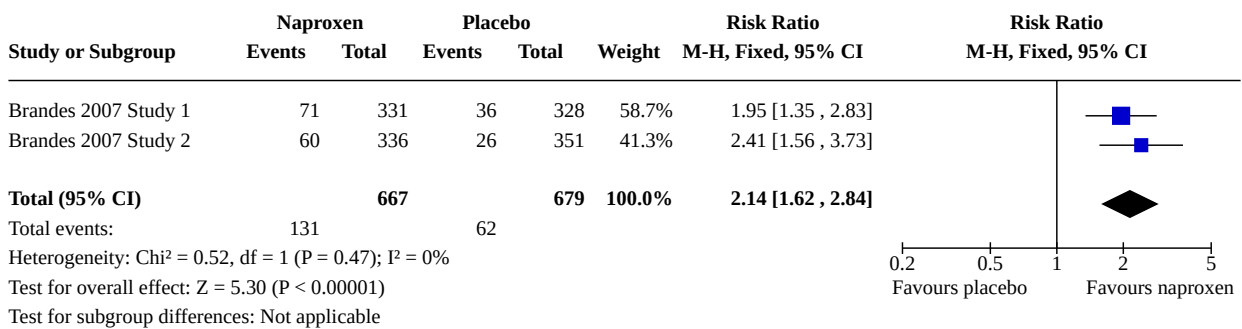 Naproxen Placebo Risk Ratio Risk Ratio
Study or Subgroup Events Total Events Total Weight M-H, Fixed, 95% CI M-H, Fixed, 95% CI
Brandes 2007 Study 1 71 331 36 328 58.7% 1.95 [1.35 , 2.83]
Brandes 2007 Study 2 60 336 26 351 41.3% 2.41 [1.56 , 3.73]
Total (95% CI) 667 679 100.0% 2.14 [1.62 , 2.84]
Total events: 131 62
Heterogeneity: Chi² = 0.52, df = 1 (P = 0.47); I² = 0%
0.2 0.5 1 2 5
Test for overall effect: Z = 5.30 (P < 0.00001) Favours placebo Favours naproxen
Test for subgroup differences: Not applicable